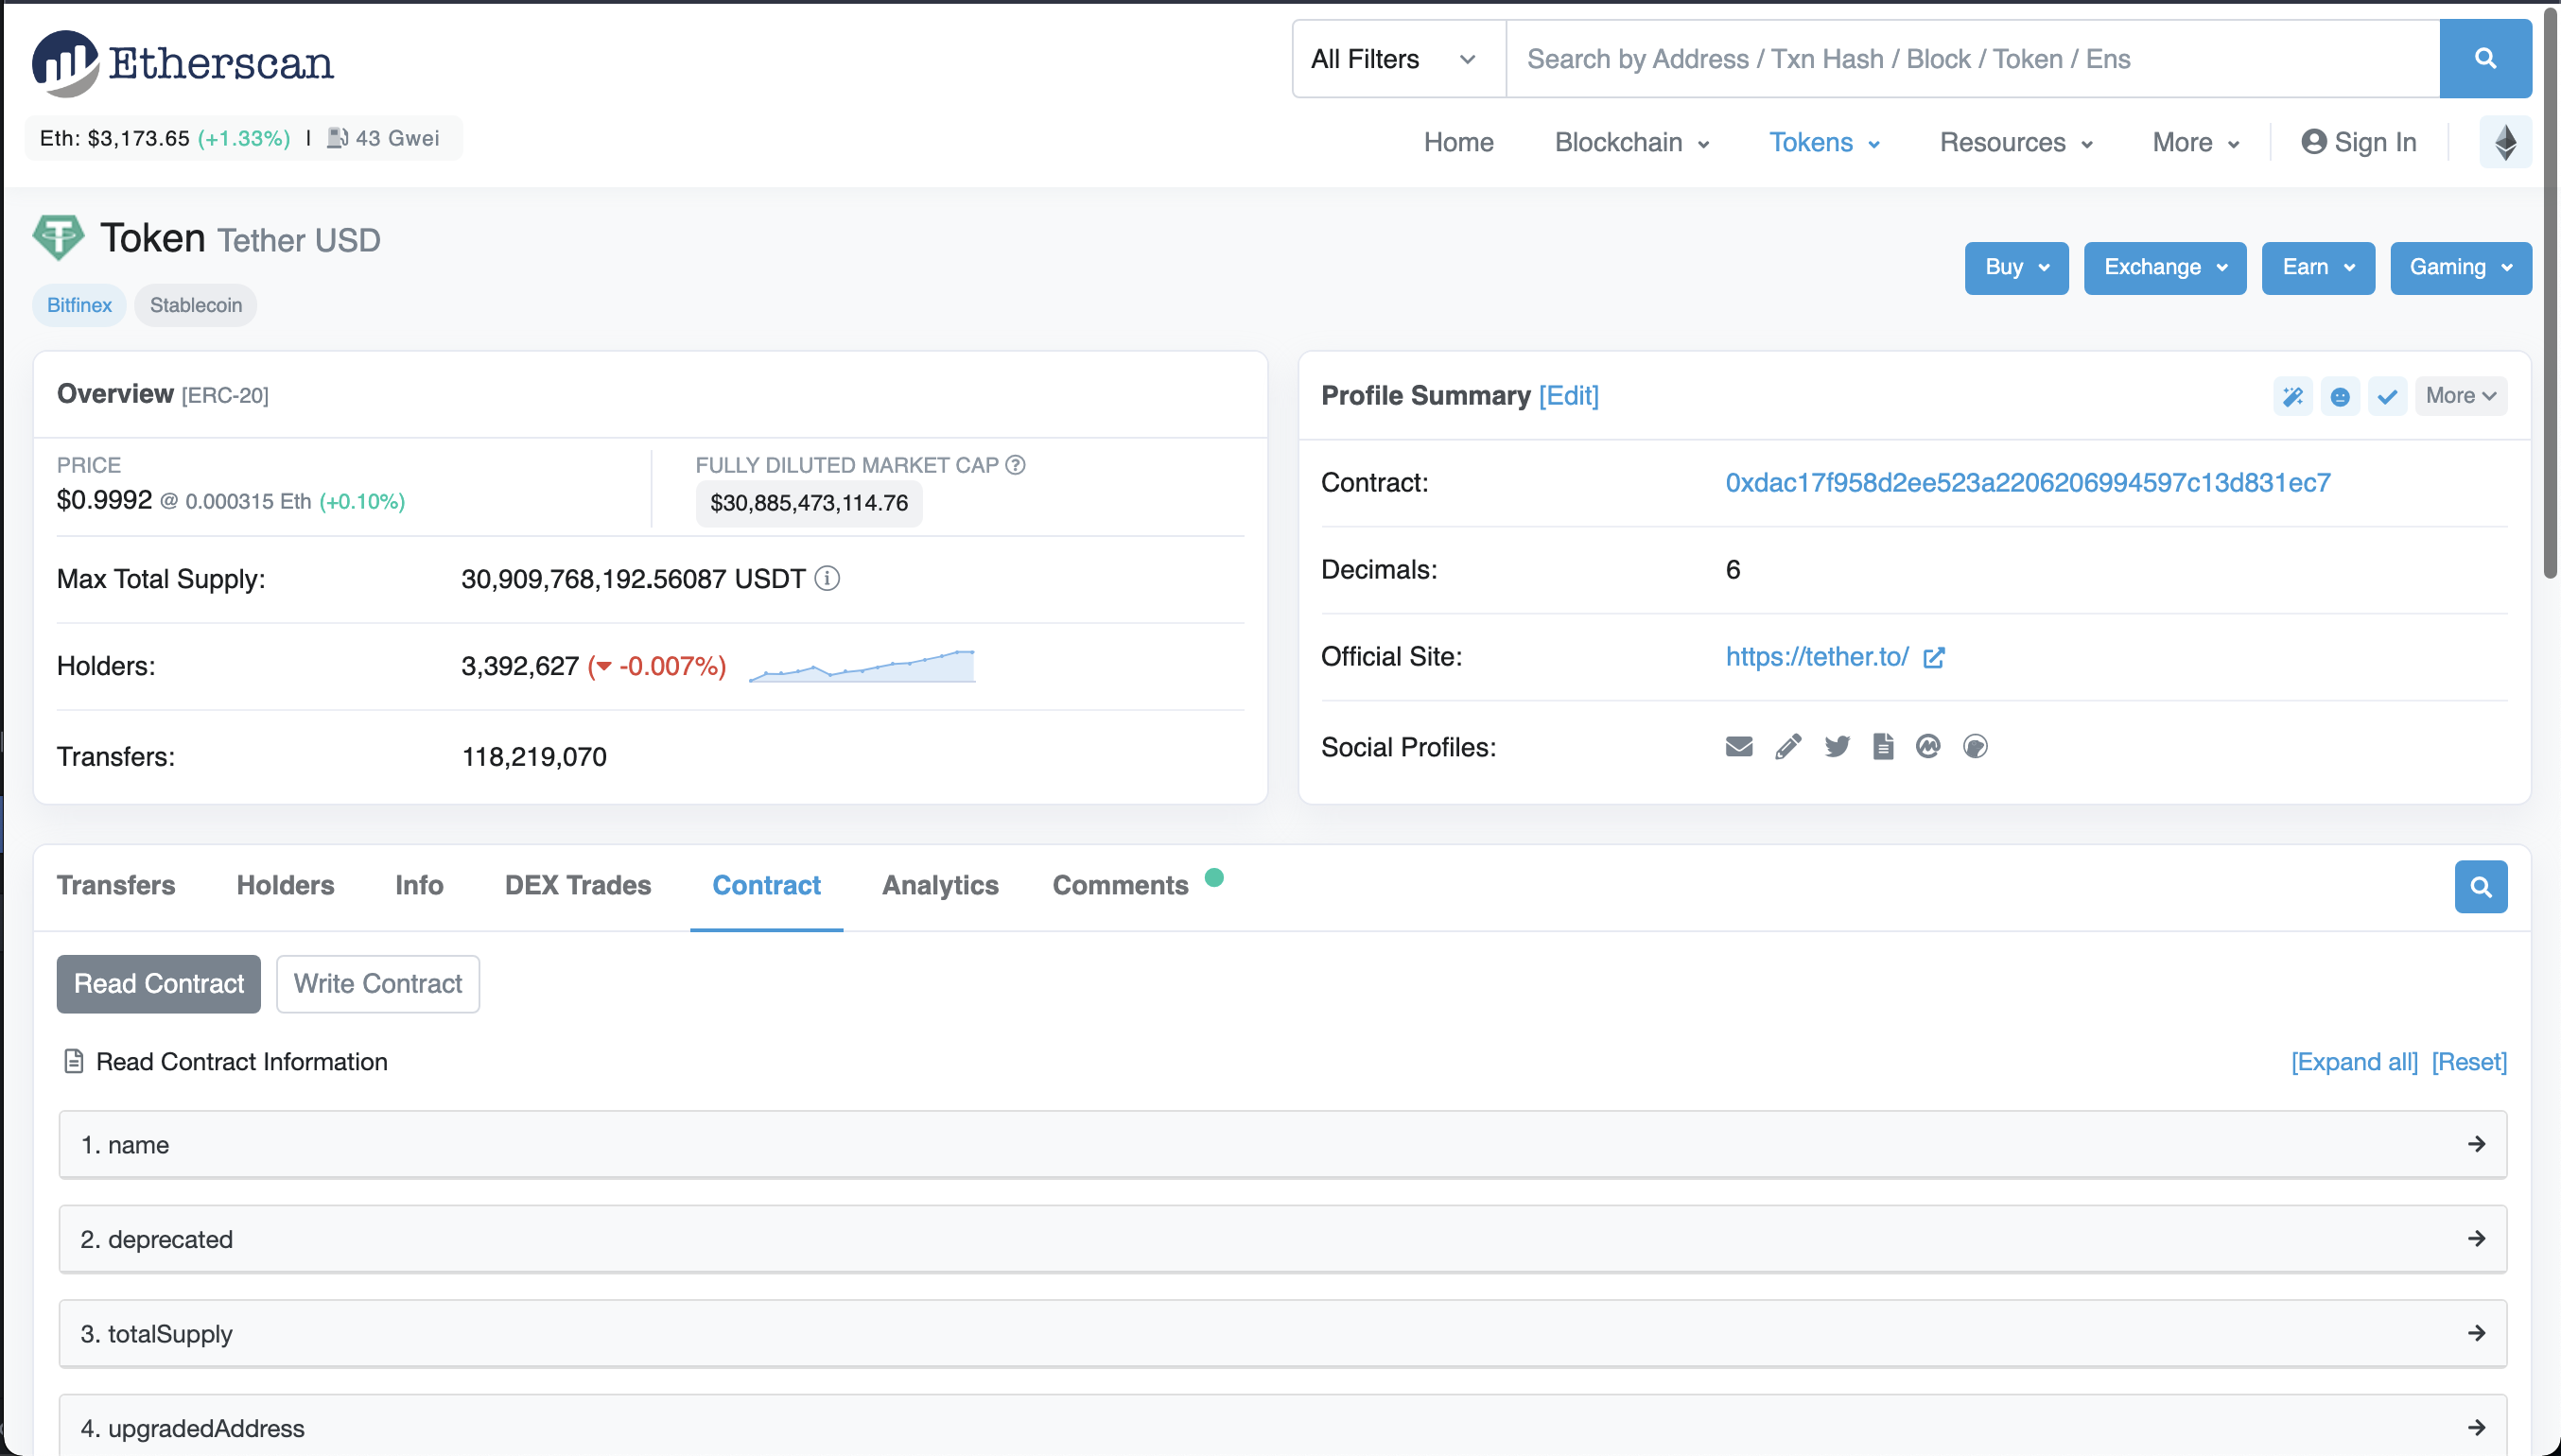 Etherscan
All Filters
Search by Address / Txn Hash / Block / Token / Ens
Eth: $3,173.65 (+1.33%) | 43 Gwei
Home Blockchain Tokens Resources More Sign In
Token Tether USD
Bitfinex Stablecoin
Buy Exchange Earn Gaming
Overview [ERC-20]
PRICE
$0.9992 @ 0.000315 Eth (+0.10%)
FULLY DILUTED MARKET CAP
$30,885,473,114.76
Max Total Supply: 30,909,768,192.56087 USDT
Holders: 3,392,627 (-0.007%)
Transfers: 118,219,070
Profile Summary [Edit]
More
Contract: 0xdac17f958d2ee523a2206206994597c13d831ec7
Decimals: 6
Official Site: https://tether.to/
Social Profiles:
Transfers Holders Info DEX Trades Contract Analytics Comments
Read Contract Write Contract
Read Contract Information
[Expand all] [Reset]
1. name
2. deprecated
3. totalSupply
4. upgradedAddress